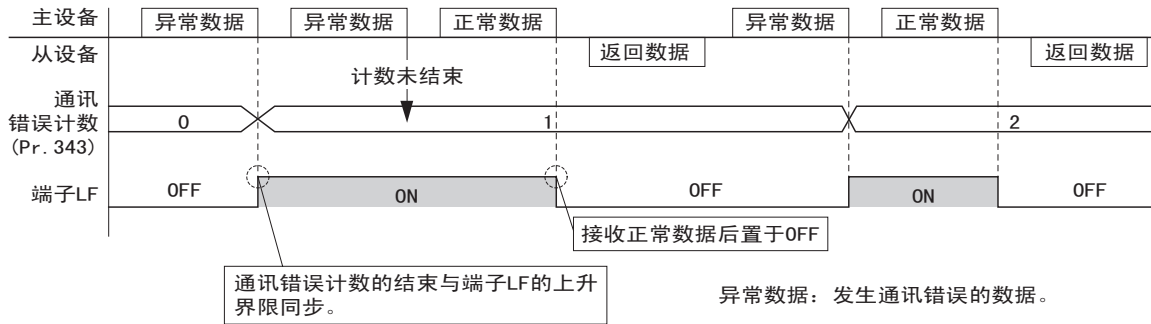 主设备 异常数据 异常数据 正常数据 异常数据 正常数据
从设备 返回数据 返回数据
计数未结束
通讯
错误计数
(Pr.343)
0 1 2
端子LF OFF ON OFF ON OFF
接收正常数据后置于OFF
通讯错误计数的结束与端子LF的上升
界限同步。
异常数据：发生通讯错误的数据。